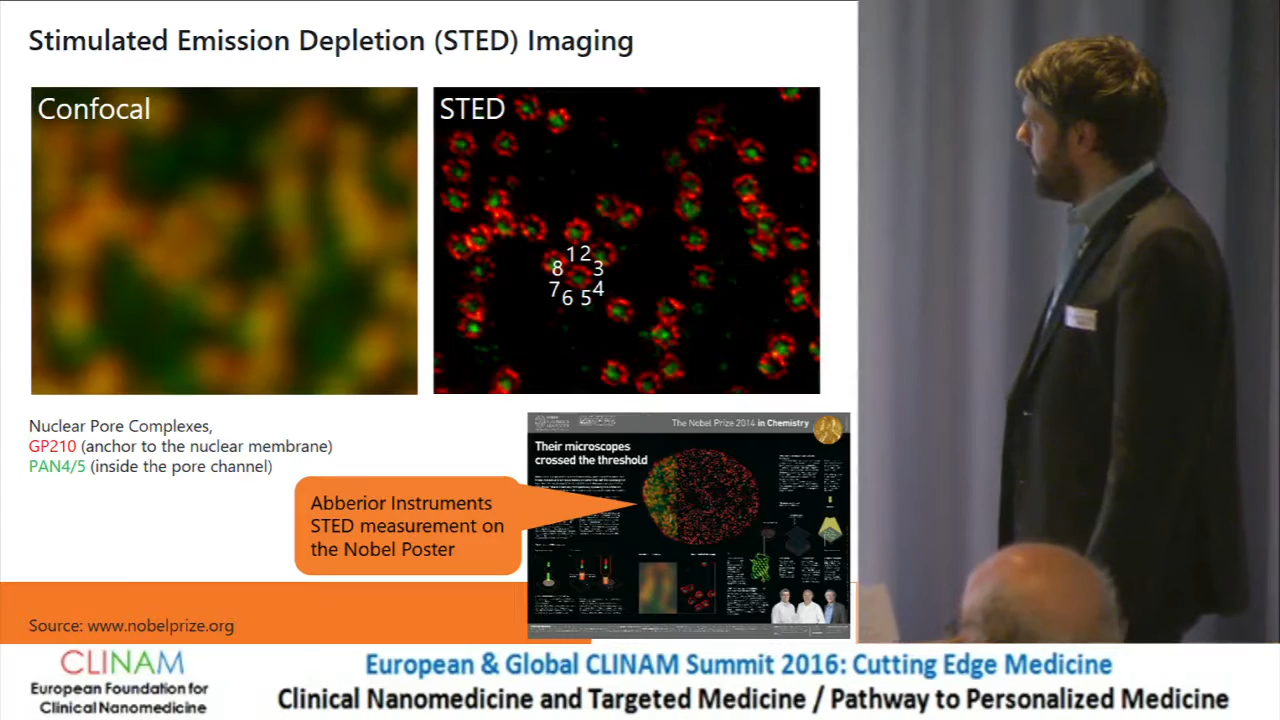 Stimulated Emission Depletion (STED) Imaging
Confocal
STED
1 2
8 3
7 4
6 5
Nuclear Pore Complexes,
GP210 (anchor to the nuclear membrane)
PAN4/5 (inside the pore channel)
The Nobel Prize 2014 in Chemistry
Their microscopes
crossed the threshold
Abberior Instruments
STED measurement on
the Nobel Poster
Source: www.nobelprize.org
CLINAM
European Foundation for
Clinical Nanomedicine
European & Global CLINAM Summit 2016: Cutting Edge Medicine
Clinical Nanomedicine and Targeted Medicine / Pathway to Personalized Medicine